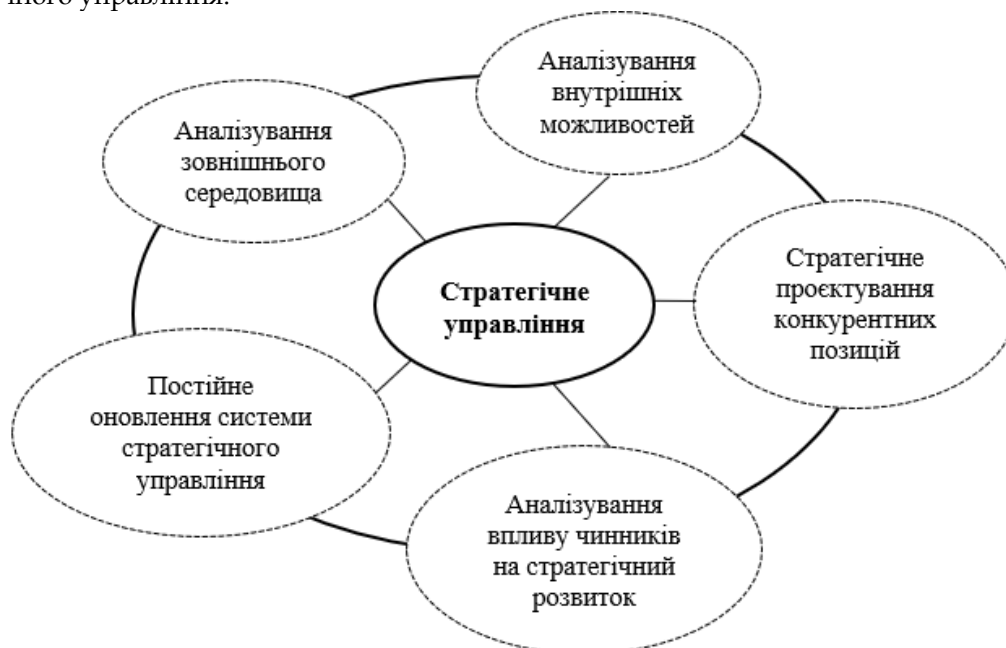 чного управління.
Аналізування
внутрішніх
можливостей
Аналізування
зовнішнього
середовища
Стратегічне
проєктування
конкурентних
позицій
Стратегічне
управління
Постійне
оновлення системи
стратегічного
управління
Аналізування
впливу чинників
на стратегічний
розвиток